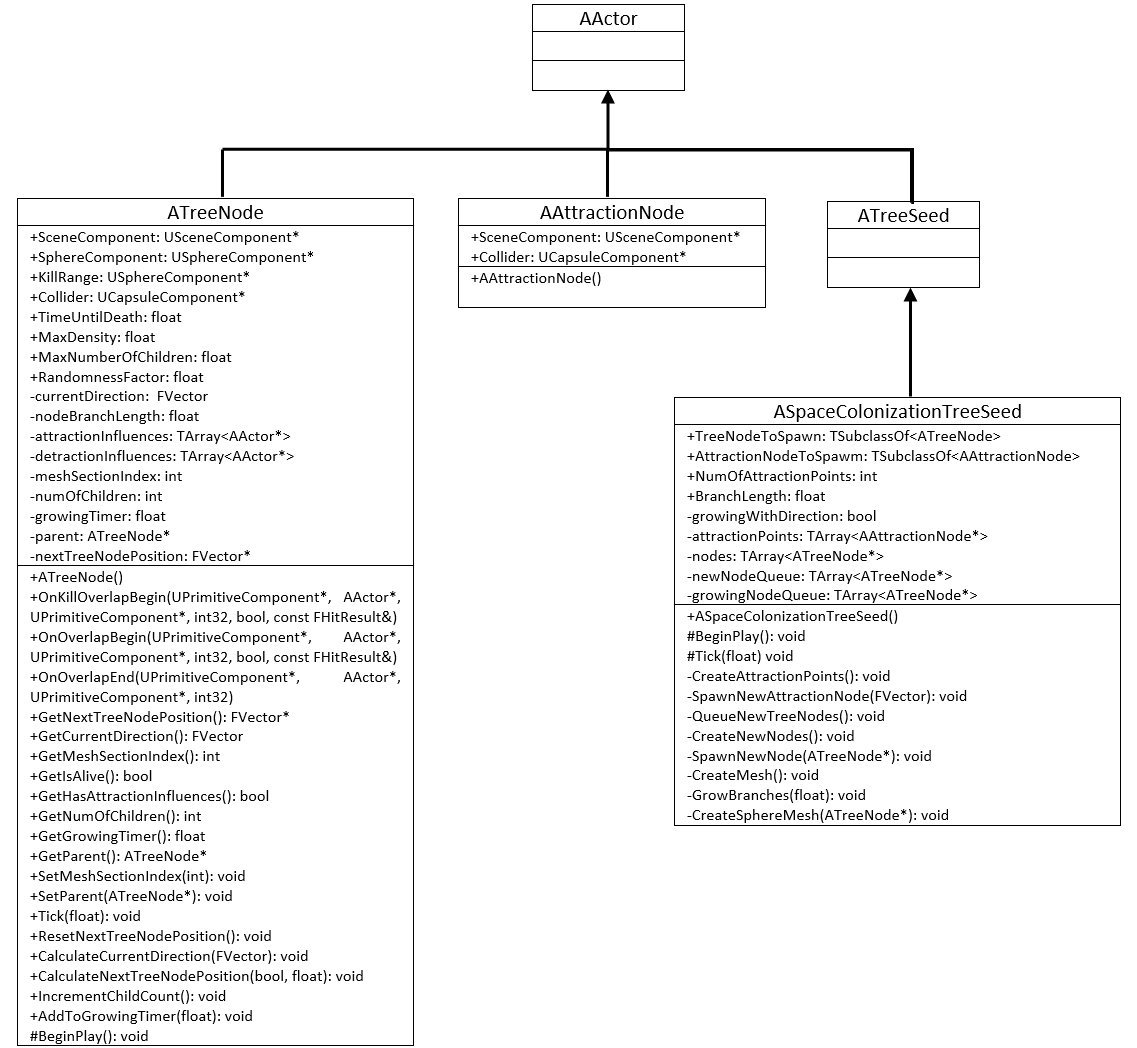 AActor
ATreeNode
+SceneComponent: USceneComponent*
+SphereComponent: USphereComponent*
+KillRange: USphereComponent*
+Collider: UCapsuleComponent*
+TimeUntilDeath: float
+MaxDensity: float
+MaxNumberOfChildren: float
+RandomnessFactor: float
-currentDirection: FVector
-nodeBranchLength: float
-attractionInfluences: TArray<AActor*>
-detractionInfluences: TArray<AActor*>
-meshSectionIndex: int
-numOfChildren: int
-growingTimer: float
-parent: ATreeNode*
-nextTreeNodePosition: FVector*
+ATreeNode()
+OnKillOverlapBegin(UPrimitiveComponent*, AActor*,
UPrimitiveComponent*, int32, bool, const FHitResult&)
+OnOverlapBegin(UPrimitiveComponent*, AActor*,
UPrimitiveComponent*, int32, bool, const FHitResult&)
+OnOverlapEnd(UPrimitiveComponent*, AActor*,
UPrimitiveComponent*, int32)
+GetNextTreeNodePosition(): FVector*
+GetCurrentDirection(): FVector
+GetMeshSectionIndex(): int
+GetIsAlive(): bool
+GetHasAttractionInfluences(): bool
+GetNumOfChildren(): int
+GetGrowingTimer(): float
+GetParent(): ATreeNode*
+SetMeshSectionIndex(int): void
+SetParent(ATreeNode*): void
+Tick(float): void
+ResetNextTreeNodePosition(): void
+CalculateCurrentDirection(FVector): void
+CalculateNextTreeNodePosition(bool, float): void
+IncrementChildCount(): void
+AddToGrowingTimer(float): void
#BeginPlay(): void
AAttractionNode
+SceneComponent: USceneComponent*
+Collider: UCapsuleComponent*
+AAttractionNode()
ATreeSeed
ASpaceColonizationTreeSeed
+TreeNodeToSpawn: TSubclassOf<ATreeNode>
+AttractionNodeToSpawm: TSubclassOf<AAttractionNode>
+NumOfAttractionPoints: int
+BranchLength: float
-growingWithDirection: bool
-attractionPoints: TArray<AAttractionNode*>
-nodes: TArray<ATreeNode*>
-newNodeQueue: TArray<ATreeNode*>
-growingNodeQueue: TArray<ATreeNode*>
+ASpaceColonizationTreeSeed()
#BeginPlay(): void
#Tick(float) void
-CreateAttractionPoints(): void
-SpawnNewAttractionNode(FVector): void
-QueueNewTreeNodes(): void
-CreateNewNodes(): void
-SpawnNewNode(ATreeNode*): void
-CreateMesh(): void
-GrowBranches(float): void
-CreateSphereMesh(ATreeNode*): void